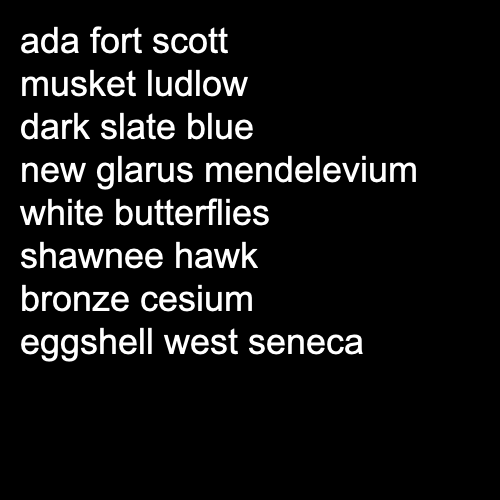 ada fort scott
musket ludlow
dark slate blue
new glarus mendelevium
white butterflies
shawnee hawk
bronze cesium
eggshell west seneca